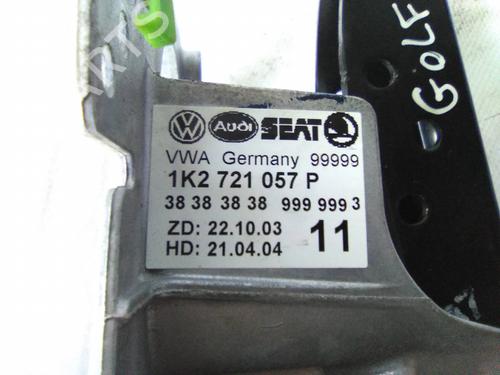 GOLF
Audi SEAT
VWA Germany 99999
1K2 721 057 P
38 38 38 38 999 999 3
ZD: 22.10.03
HD: 21.04.04
11